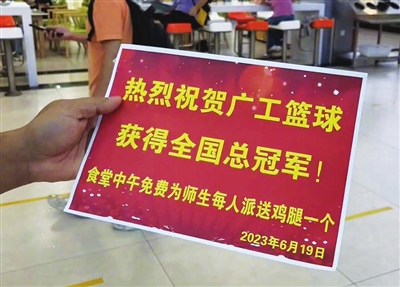 热烈祝贺广工篮球
获得全国总冠军！
食堂中午免费为师生每人派送鸡腿一个
2023年6月19日